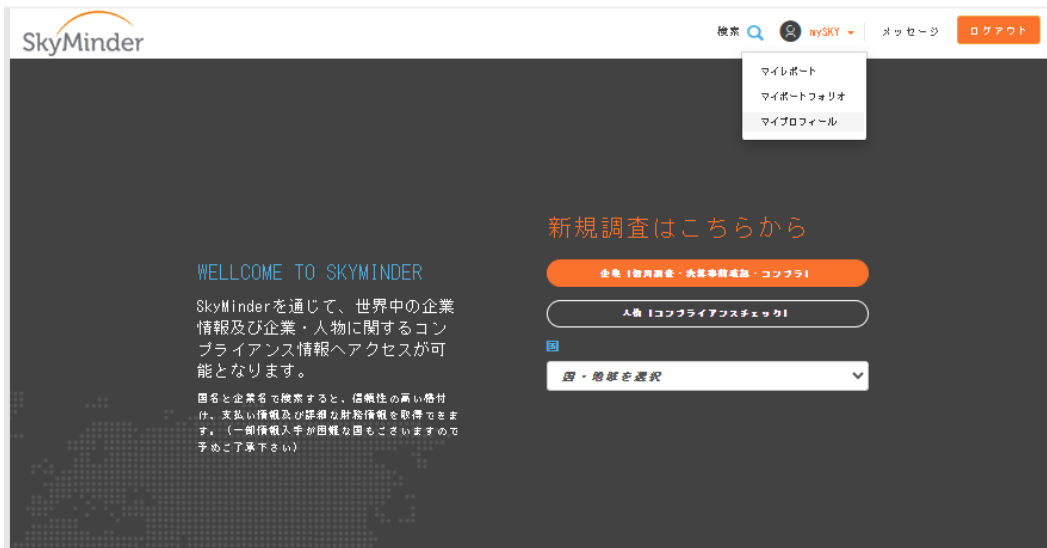 SkyMinder
検索
mySKY
メッセージ
ログアウト
マイレポート
マイポートフォリオ
マイプロフィール
新規調査はこちらから
企業【信用調査・決算事前確認・コンプラ】
人物【コンプライアンスチェック】
国
国・地域を選択
WELLCOME TO SKYMINDER
SkyMinderを通じて、世界中の企業
情報及び企業・人物に関するコン
プライアンス情報へアクセスが可
能となります。
国名と企業名で検索すると、信頼性の高い格付
け、支払い情報及び詳細な財務情報を取得できま
す。（一部情報入手が困難な国もございますので
予めご了承下さい）